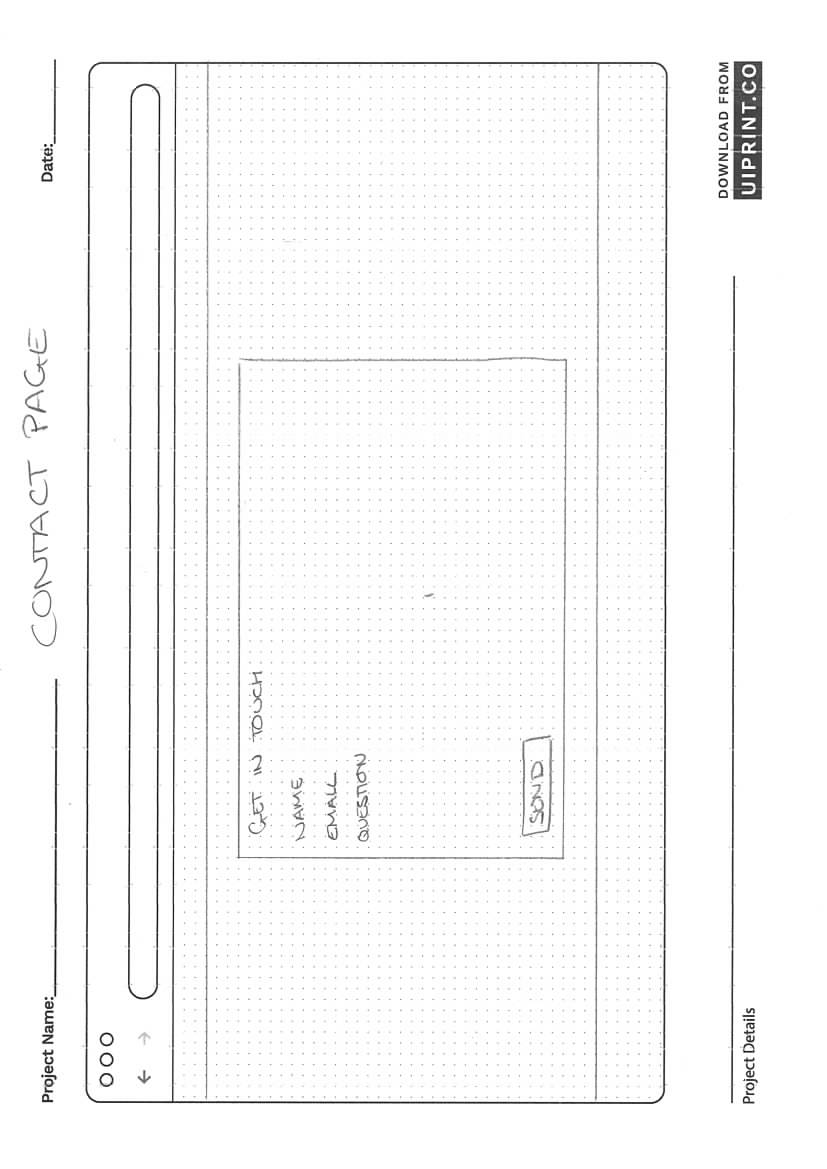 CONTACT PAGE
Project Name:
Date:
GET IN TOUCH
NAME
EMAIL
QUESTION
SEND
Project Details
DOWNLOAD FROM
UIPRINT.CO